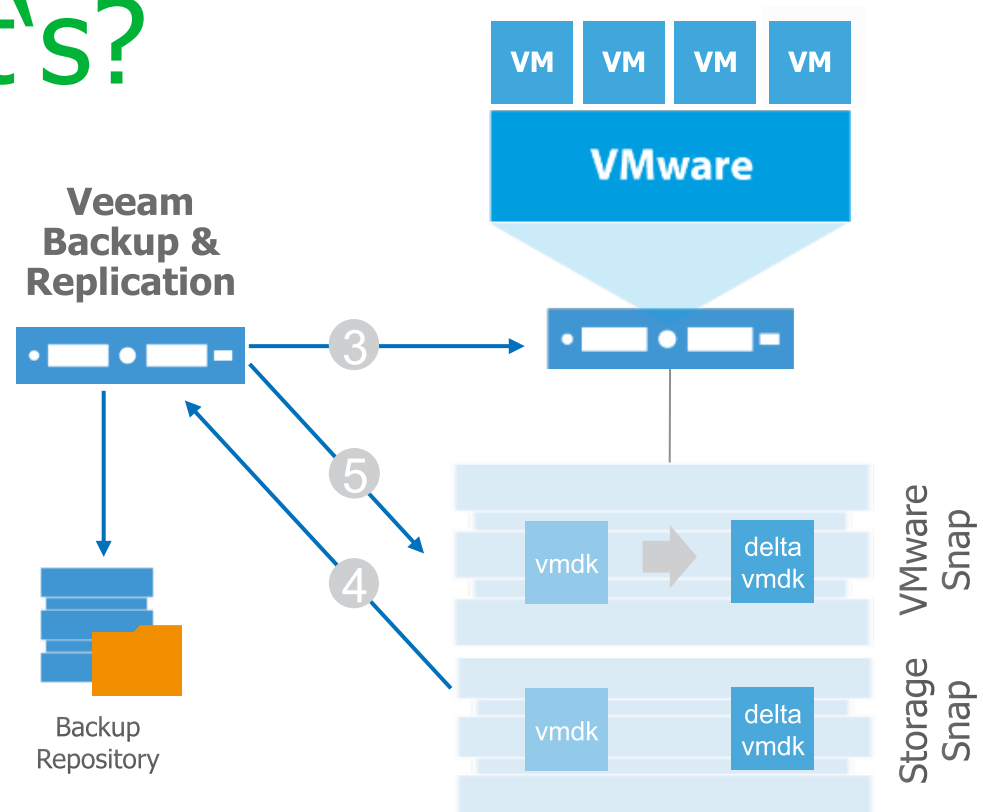 t's?
VM VM VM VM
VMware
Veeam
Backup &
Replication
3
5
4
vmdk
delta
vmdk
VMware
Snap
vmdk
delta
vmdk
Storage
Snap
Backup
Repository